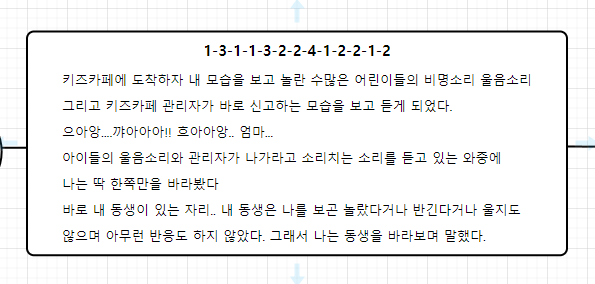 1-3-1-1-3-2-2-4-1-2-2-1-2
키즈카페에 도착하자 내 모습을 보고 놀란 수많은 어린이들의 비명소리 울음소리
그리고 키즈카페 관리자가 바로 신고하는 모습을 보고 듣게 되었다.
으아앙....꺄아아아!! 흐아아앙.. 엄마...
아이들의 울음소리와 관리자가 나가라고 소리치는 소리를 듣고 있는 와중에
나는 딱 한쪽만을 바라봤다
바로 내 동생이 있는 자리.. 내 동생은 나를 보곤 놀랐다거나 반긴다거나 울지도
않으며 아무런 반응도 하지 않았다. 그래서 나는 동생을 바라보며 말했다.